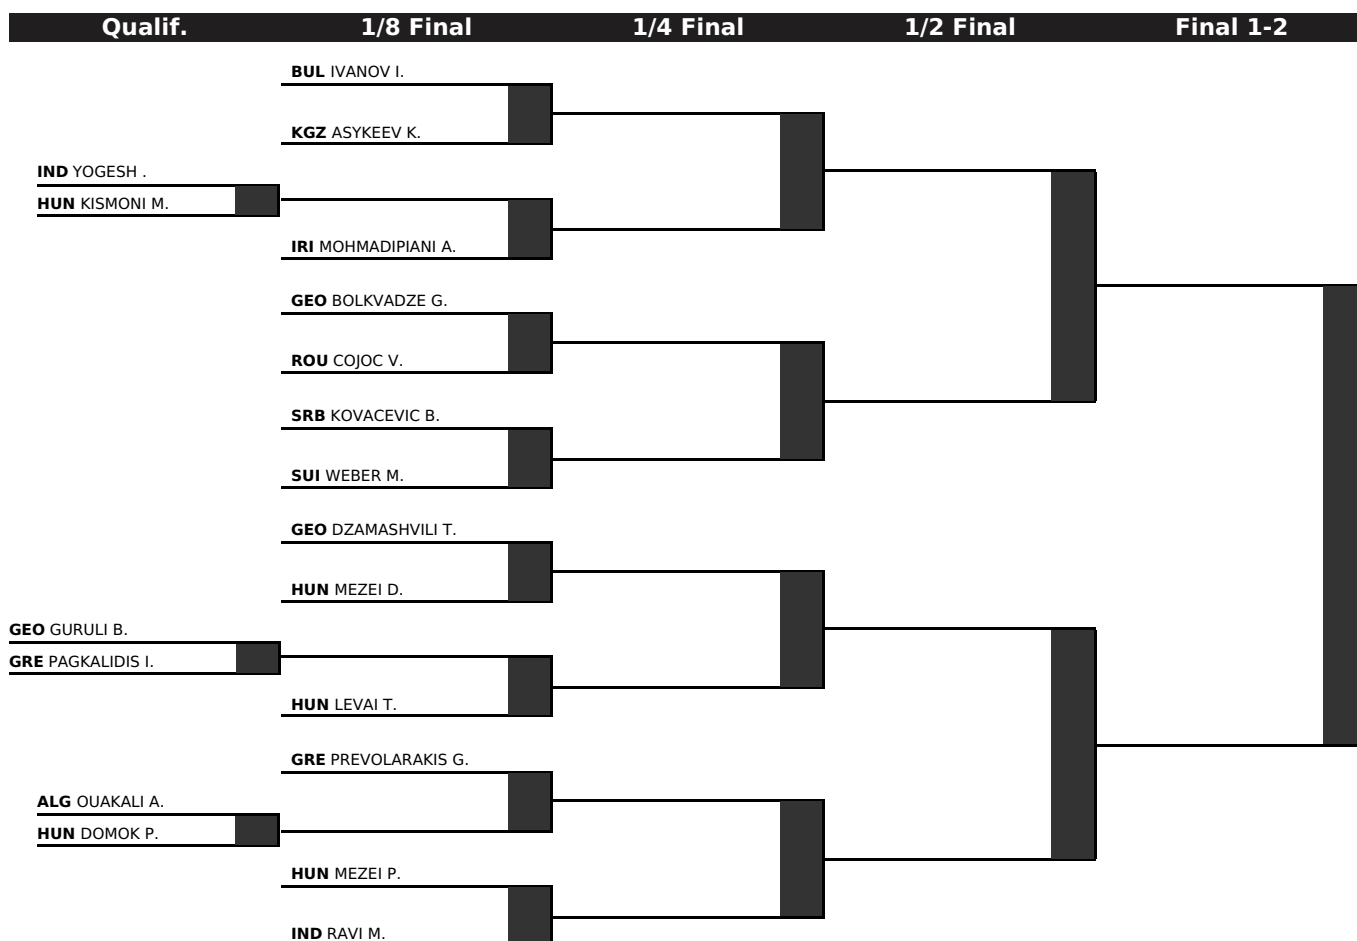 Qualif. 1/8 Final 1/4 Final 1/2 Final Final 1-2
BUL IVANOV I.
KGZ ASYKEEV K.
IND YOGESH .
HUN KISMONI M.
IRI MOHMADIPIANI A.
GEO BOLKVADZE G.
ROU COJOC V.
SRB KOVACEVIC B.
SUI WEBER M.
GEO DZAMASHVILI T.
HUN MEZEI D.
GEO GURULI B.
GRE PAGKALIDIS I.
HUN LEVAI T.
GRE PREVOLARAKIS G.
ALG OUAKALI A.
HUN DOMOK P.
HUN MEZEI P.
IND RAVI M.